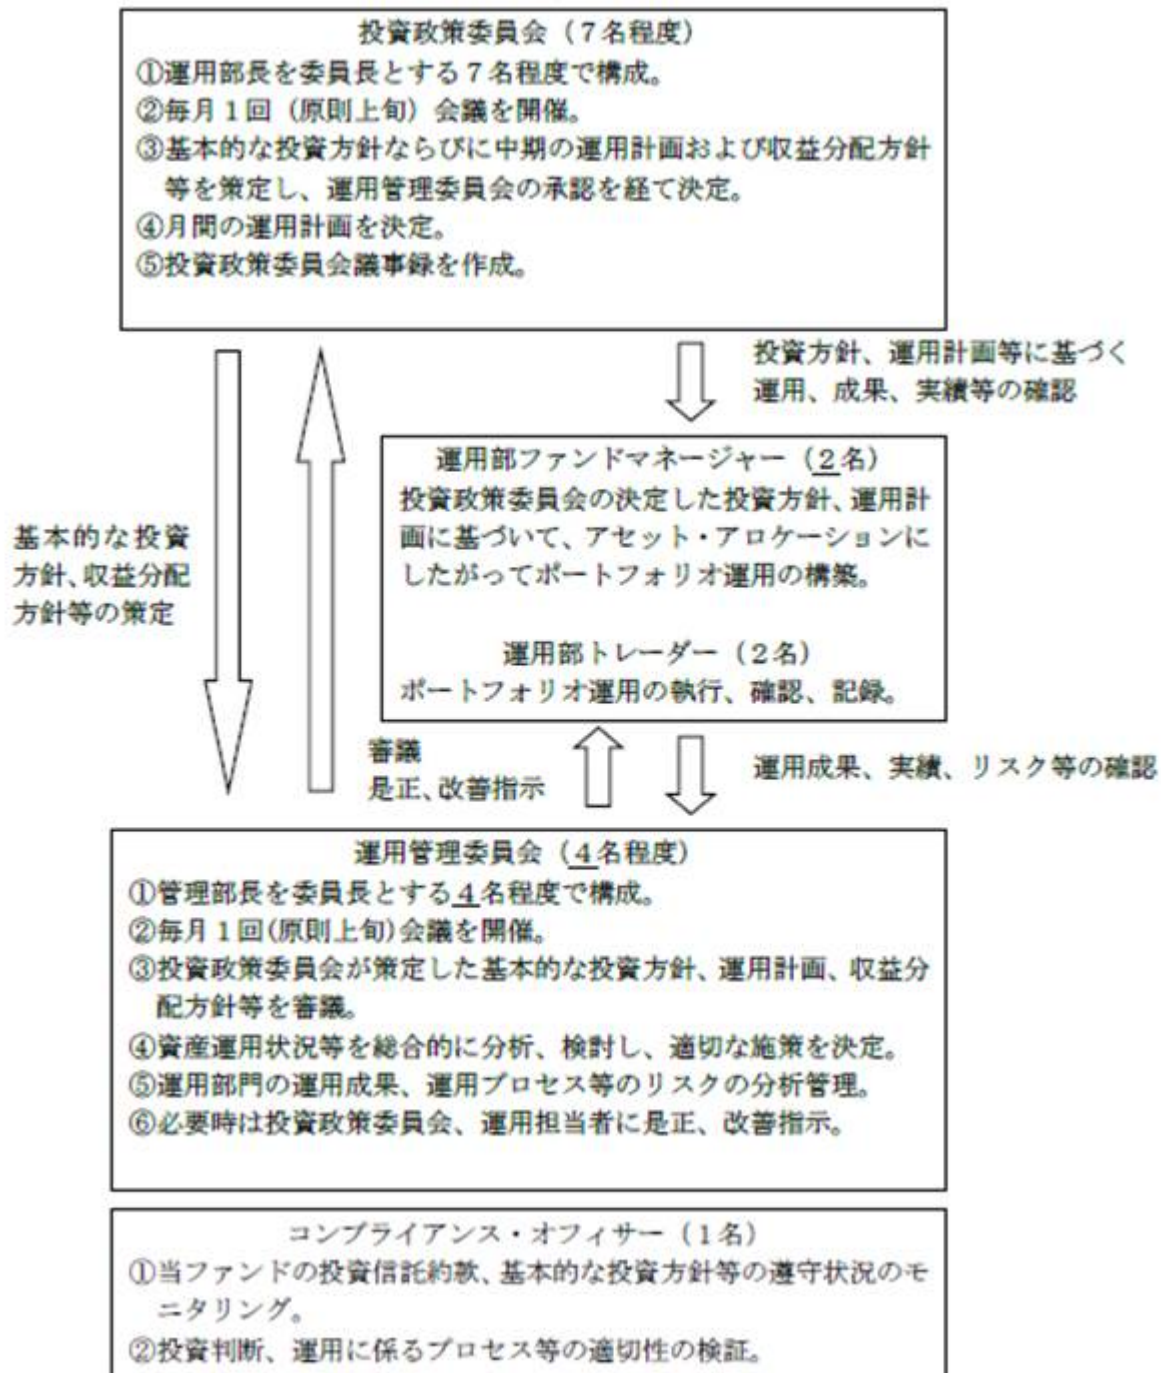 投資政策委員会（７名程度）
①運用部長を委員長とする７名程度で構成。
②毎月１回（原則上旬）会議を開催。
③基本的な投資方針ならびに中期の運用計画および収益分配方針
等を策定し、運用管理委員会の承認を経て決定。
④月間の運用計画を決定。
⑤投資政策委員会議事録を作成。
投資方針、運用計画等に基づく
運用、成果、実績等の確認
基本的な投資
方針、収益分配
方針等の策定
運用部ファンドマネージャー（２名）
投資政策委員会の決定した投資方針、運用計
画に基づいて、アセット・アロケーションに
したがってポートフォリオ運用の構築。
運用部トレーダー（２名）
ポートフォリオ運用の執行、確認、記録。
審議
是正、改善指示
運用成果、実績、リスク等の確認
運用管理委員会（４名程度）
①管理部長を委員長とする４名程度で構成。
②毎月１回(原則上旬)会議を開催。
③投資政策委員会が策定した基本的な投資方針、運用計画、収益分
配方針等を審議。
④資産運用状況等を総合的に分析、検討し、適切な施策を決定。
⑤運用部門の運用成果、運用プロセス等のリスクの分析管理。
⑥必要時は投資政策委員会、運用担当者に是正、改善指示。
コンプライアンス・オフィサー（１名）
①当ファンドの投資信託約款、基本的な投資方針等の遵守状況のモ
ニタリング。
②投資判断、運用に係るプロセス等の適切性の検証。